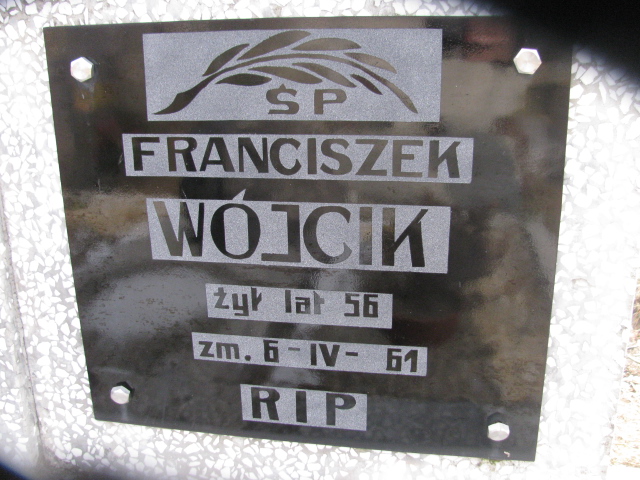 ŚP
FRANCISZEK
WÓJCIK
żył lat 56
zm. 6-IV- 61
RIP